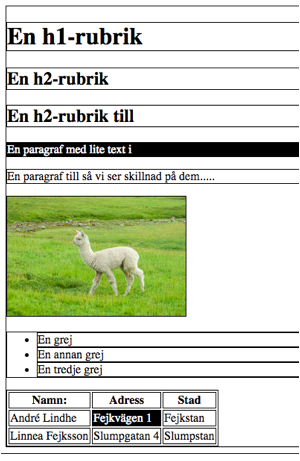 En h1-rubrik
En h2-rubrik
En h2-rubrik till
En paragraf med lite text i
En paragraf till så vi ser skillnad på dem.....
En grej
En annan grej
En tredje grej
Namn: Adress Stad
André Lindhe Fejkvägen 1 Fejkstan
Linnea Fejksson Slumpgatan 4 Slumpstan